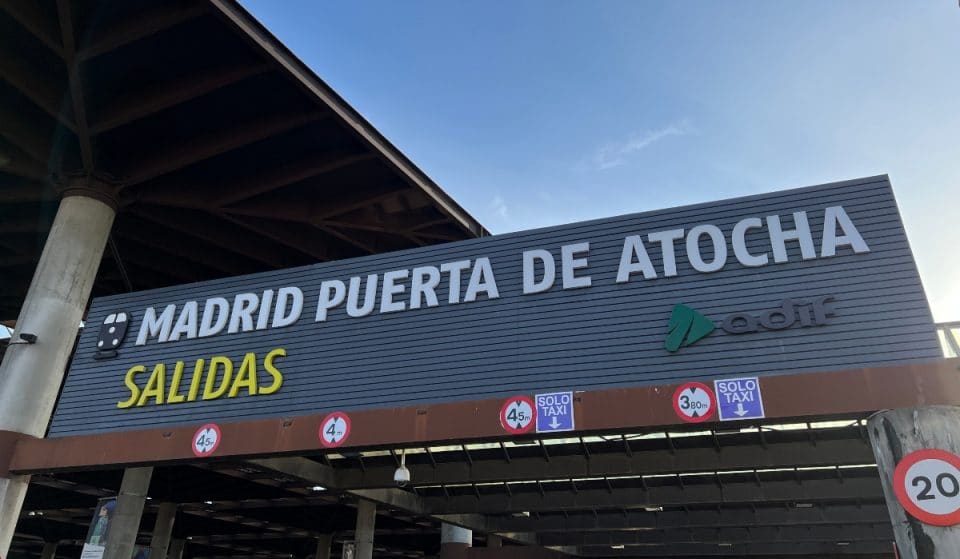 MADRID PUERTA DE ATOCHA
SALIDAS
adif
4'5m
4m
4'5m
SOLO
TAXI
3'80m
SOLO
TAXI
20